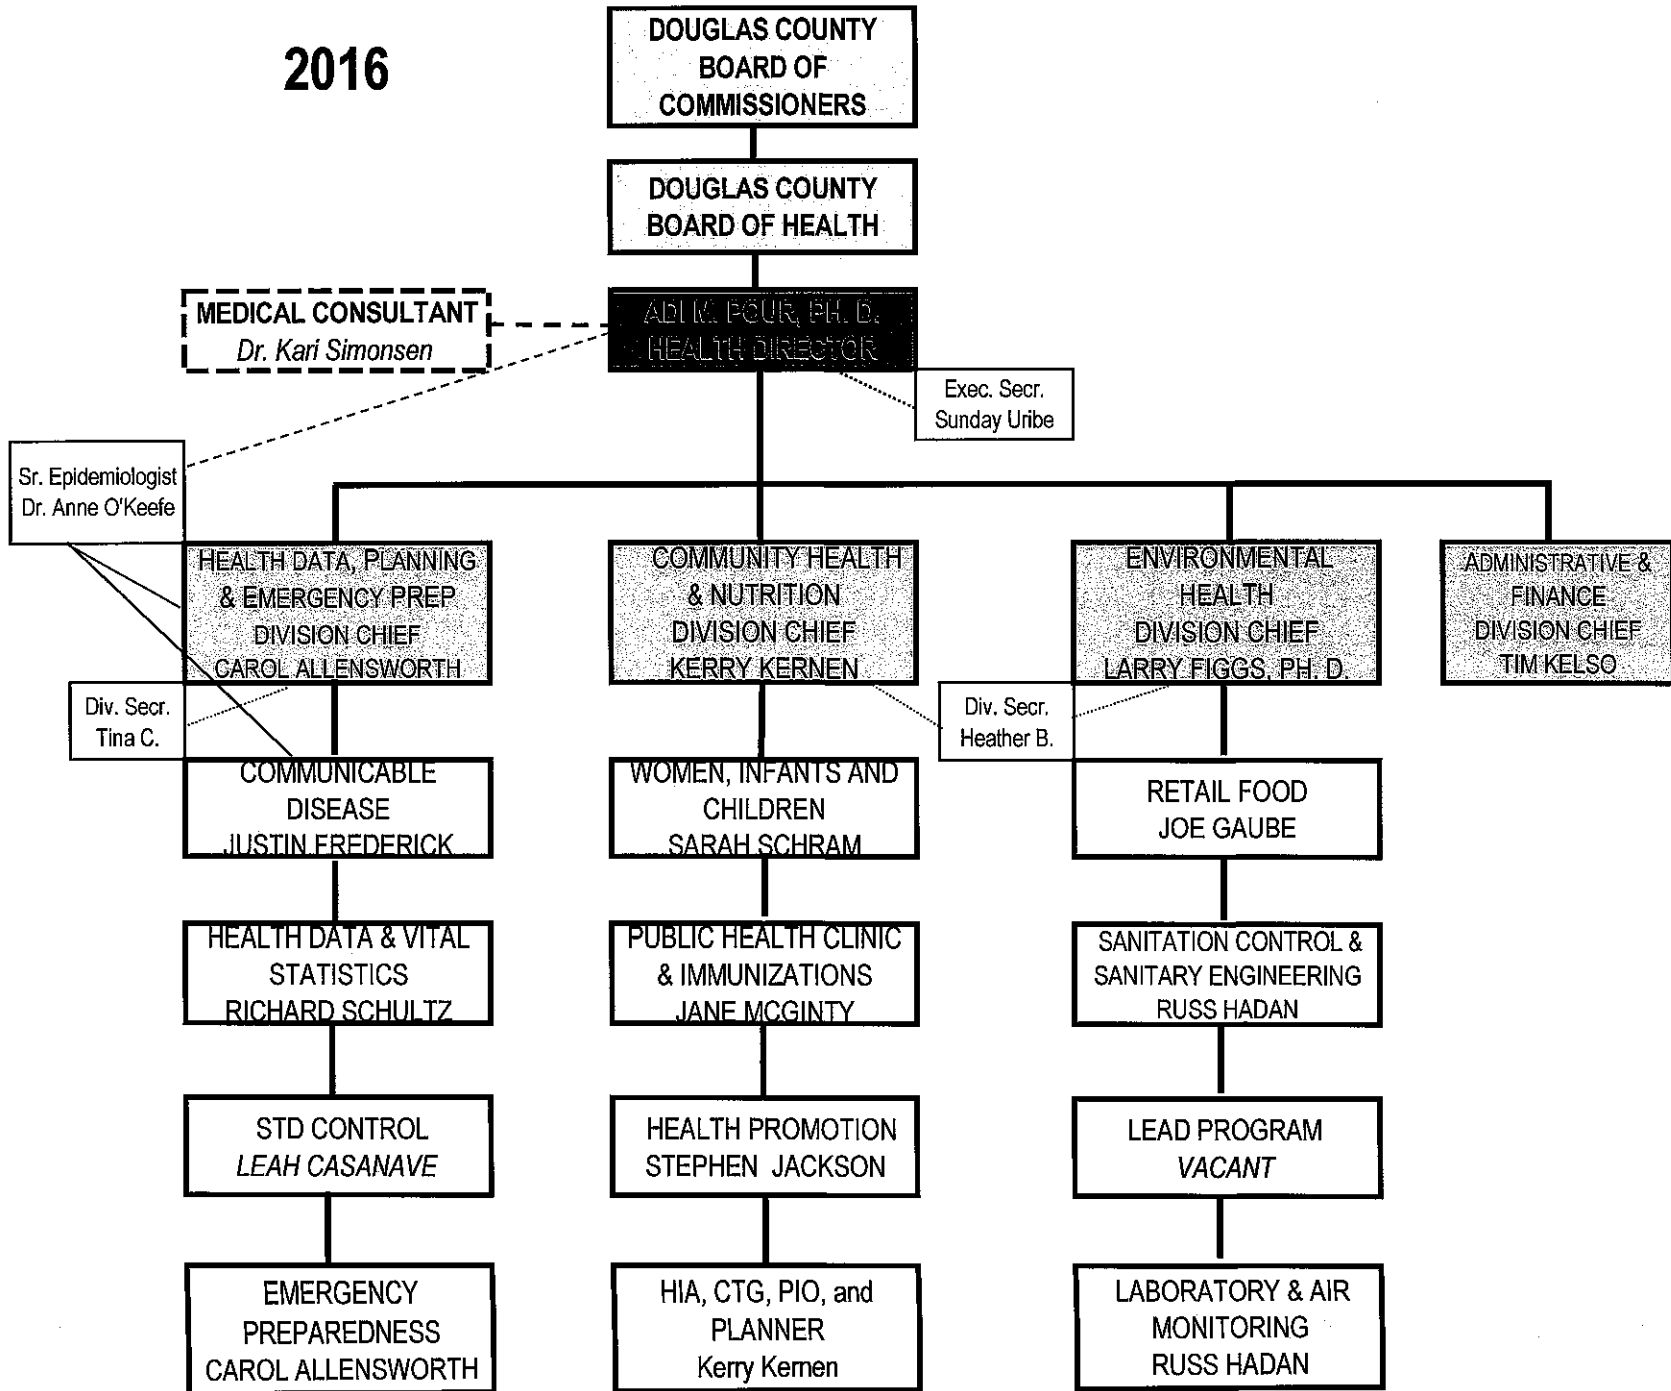 2016
DOUGLAS COUNTY
BOARD OF
COMMISSIONERS
DOUGLAS COUNTY
BOARD OF HEALTH
MEDICAL CONSULTANT
Dr. Kari Simonsen
ADI M. POUR, PH. D.
HEALTH DIRECTOR
Exec. Secr.
Sunday Uribe
Sr. Epidemiologist
Dr. Anne O'Keefe
HEALTH DATA, PLANNING
& EMERGENCY PREP
DIVISION CHIEF
CAROL ALLENSWORTH
COMMUNITY HEALTH
& NUTRITION
DIVISION CHIEF
KERRY KERNEN
ENVIRONMENTAL
HEALTH
DIVISION CHIEF
LARRY FIGGS, PH. D.
ADMINISTRATIVE &
FINANCE
DIVISION CHIEF
TIM KELSO
Div. Secr.
Tina C.
Div. Secr.
Heather B.
COMMUNICABLE
DISEASE
JUSTIN FREDERICK
WOMEN, INFANTS AND
CHILDREN
SARAH SCHRAM
RETAIL FOOD
JOE GAUBE
HEALTH DATA & VITAL
STATISTICS
RICHARD SCHULTZ
PUBLIC HEALTH CLINIC
& IMMUNIZATIONS
JANE MCGINTY
SANITATION CONTROL &
SANITARY ENGINEERING
RUSS HADAN
STD CONTROL
LEAH CASANAVE
HEALTH PROMOTION
STEPHEN JACKSON
LEAD PROGRAM
VACANT
EMERGENCY
PREPAREDNESS
CAROL ALLENSWORTH
HIA, CTG, PIO, and
PLANNER
Kerry Kernen
LABORATORY & AIR
MONITORING
RUSS HADAN